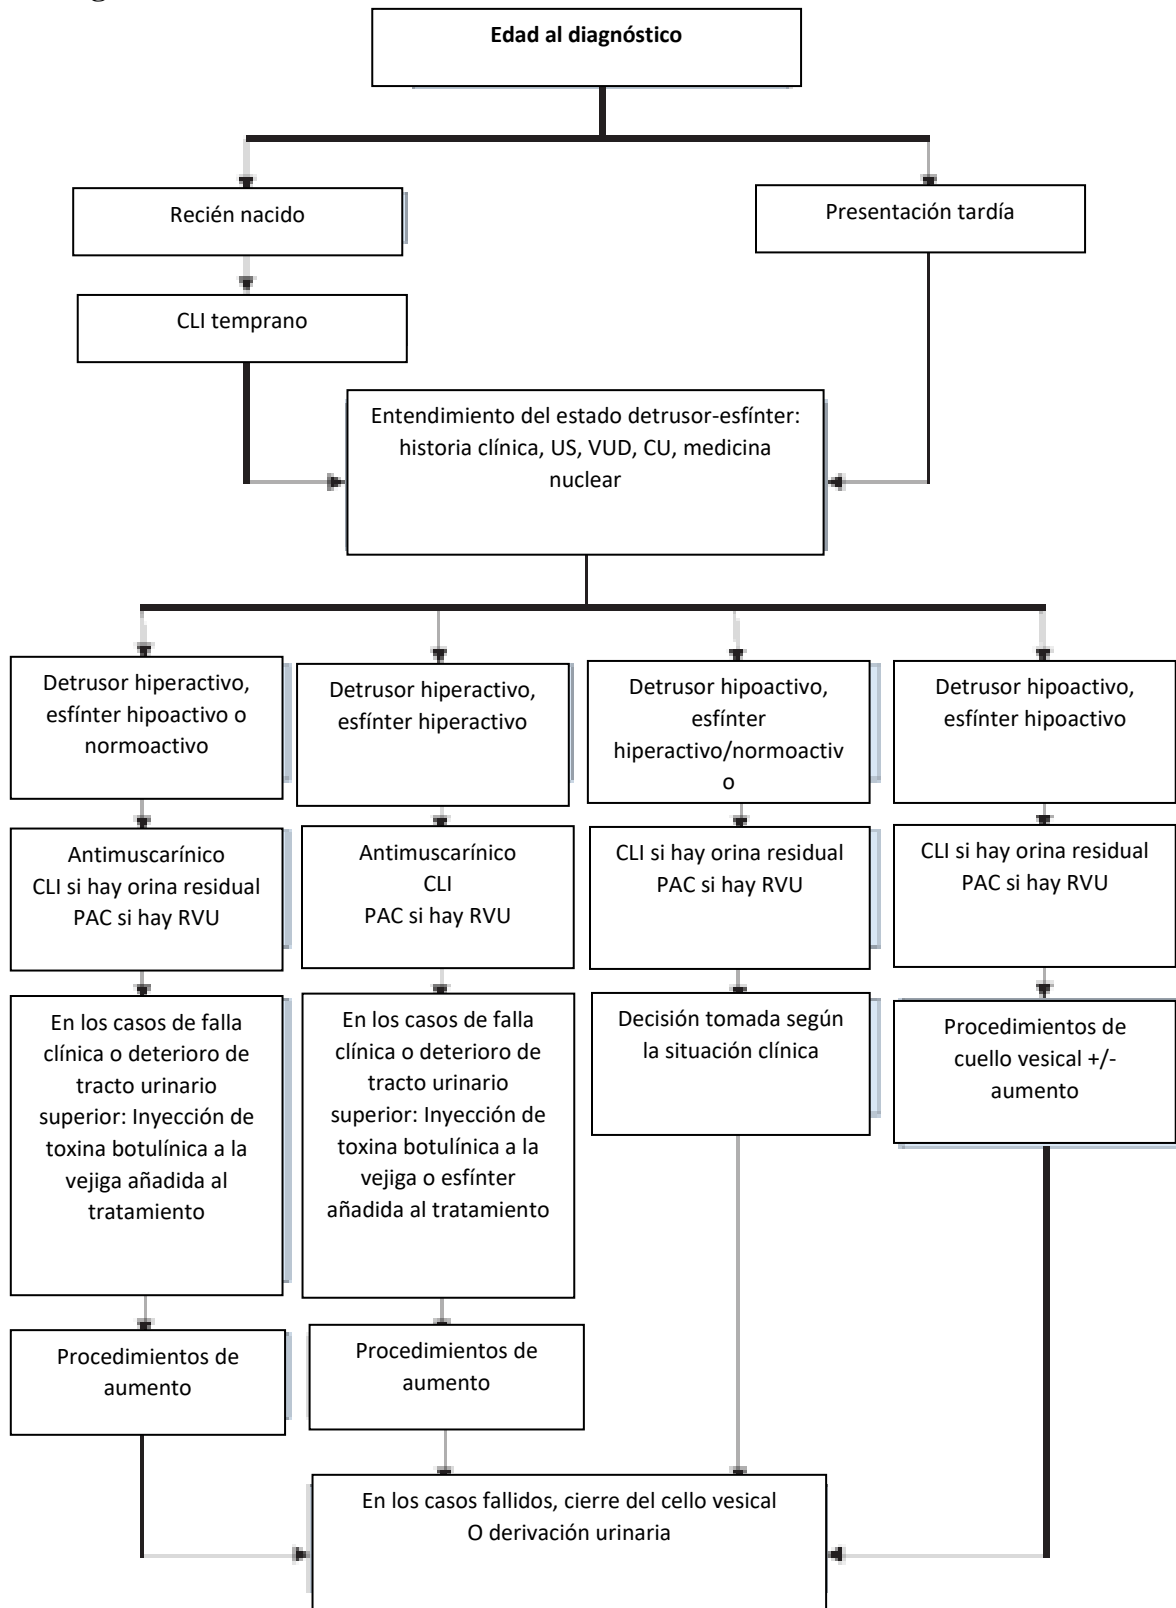 Edad al diagnóstico
Recién nacido
Presentación tardía
CLI temprano
Entendimiento del estado detrusor-esfínter:
historia clínica, US, VUD, CU, medicina
nuclear
Detrusor hiperactivo,
esfínter hipoactivo o
normoactivo
Detrusor hiperactivo,
esfínter hiperactivo
Detrusor hipoactivo,
esfínter
hiperactivo/normoactiv
o
Detrusor hipoactivo,
esfínter hipoactivo
Antimuscarínico
CLI si hay orina residual
PAC si hay RVU
Antimuscarínico
CLI
PAC si hay RVU
CLI si hay orina residual
PAC si hay RVU
CLI si hay orina residual
PAC si hay RVU
En los casos de falla
clínica o deterioro de
tracto urinario
superior: Inyección de
toxina botulínica a la
vejiga añadida al
tratamiento
En los casos de falla
clínica o deterioro de
tracto urinario
superior: Inyección de
toxina botulínica a la
vejiga o esfínter
añadida al tratamiento
Decisión tomada según
la situación clínica
Procedimientos de
cuello vesical +/-
aumento
Procedimientos de
aumento
Procedimientos de
aumento
En los casos fallidos, cierre del cello vesical
O derivación urinaria